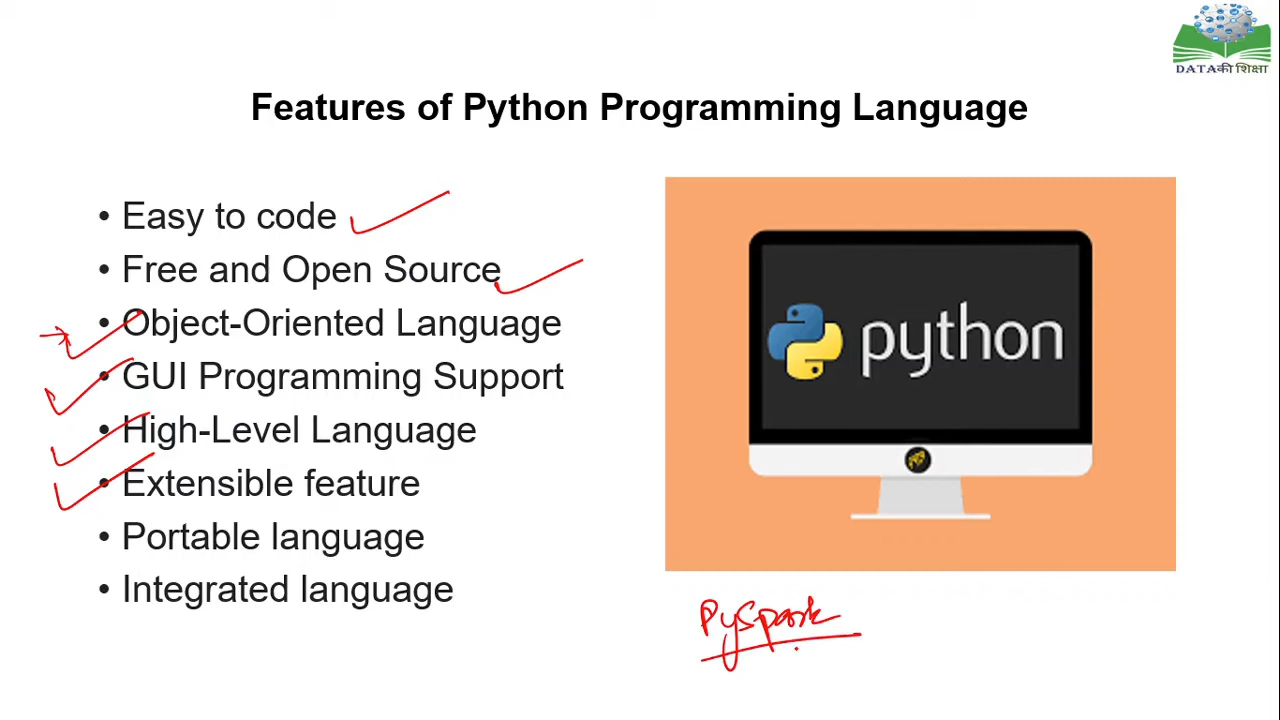 DATAकी शिक्षा
Features of Python Programming Language
• Easy to code
• Free and Open Source
• Object-Oriented Language
• GUI Programming Support
• High-Level Language
• Extensible feature
• Portable language
• Integrated language
python
PySpark